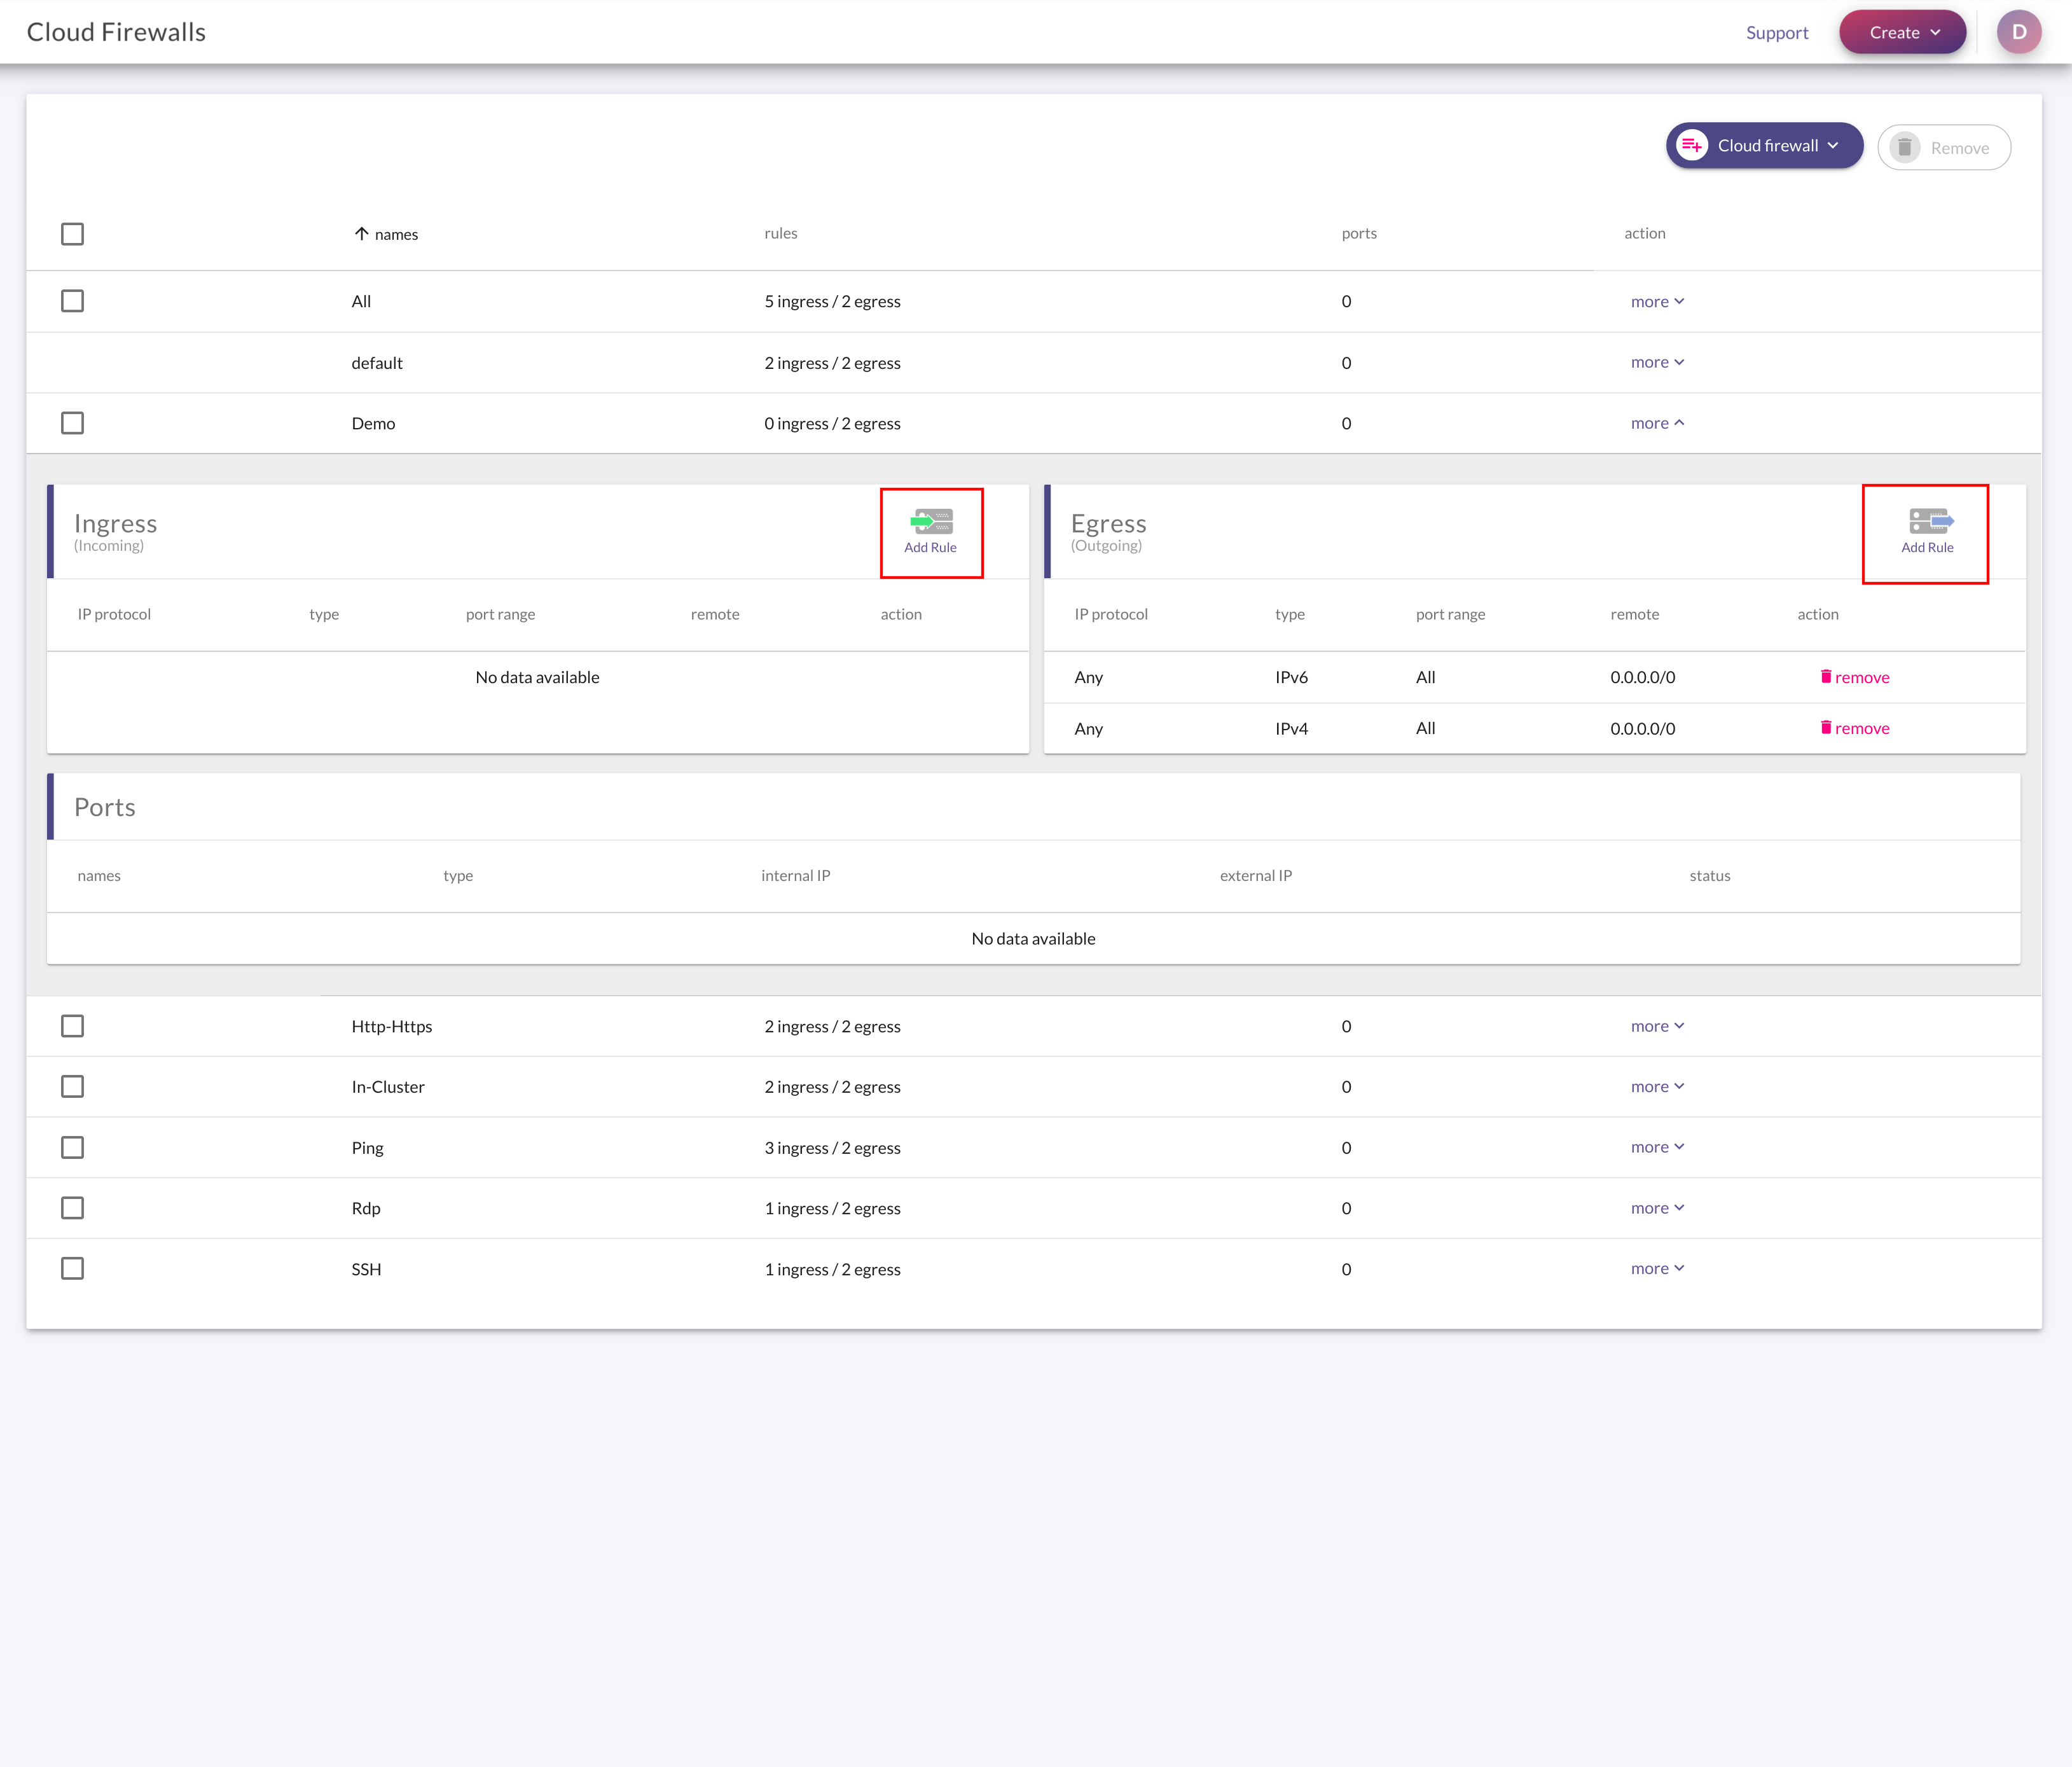 Cloud Firewalls
Support
Create
D
Cloud firewall
Remove
names rules ports action
All 5 ingress / 2 egress 0 more
default 2 ingress / 2 egress 0 more
Demo 0 ingress / 2 egress 0 more
Ingress
(Incoming)
Add Rule
IP protocol type port range remote action
No data available
Egress
(Outgoing)
Add Rule
IP protocol type port range remote action
Any IPv6 All 0.0.0.0/0 remove
Any IPv4 All 0.0.0.0/0 remove
Ports
names type internal IP external IP status
No data available
Http-Https 2 ingress / 2 egress 0 more
In-Cluster 2 ingress / 2 egress 0 more
Ping 3 ingress / 2 egress 0 more
Rdp 1 ingress / 2 egress 0 more
SSH 1 ingress / 2 egress 0 more